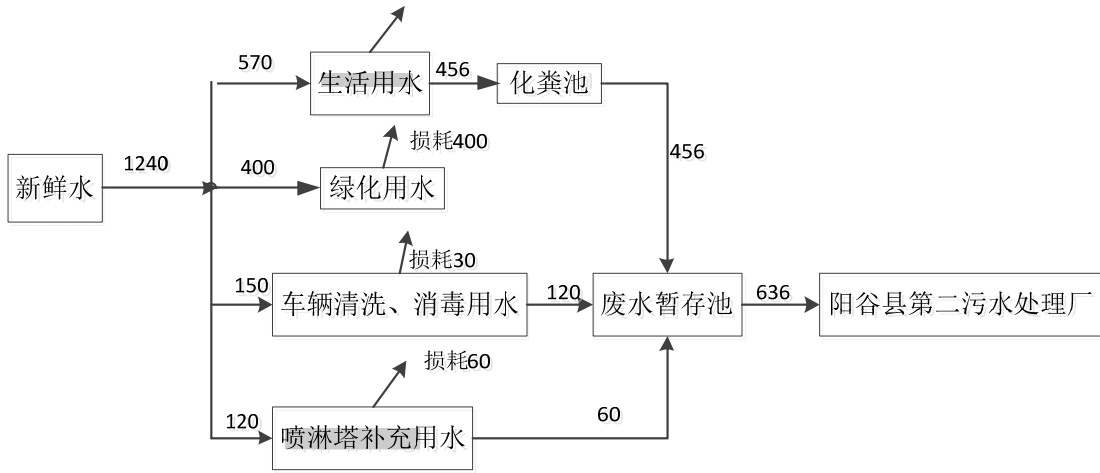 570
生活用水
456
化粪池
损耗400
456
1240
400
新鲜水
绿化用水
损耗30
150
车辆清洗、消毒用水
120
废水暂存池
636
阳谷县第二污水处理厂
损耗60
120
喷淋塔补充用水
60